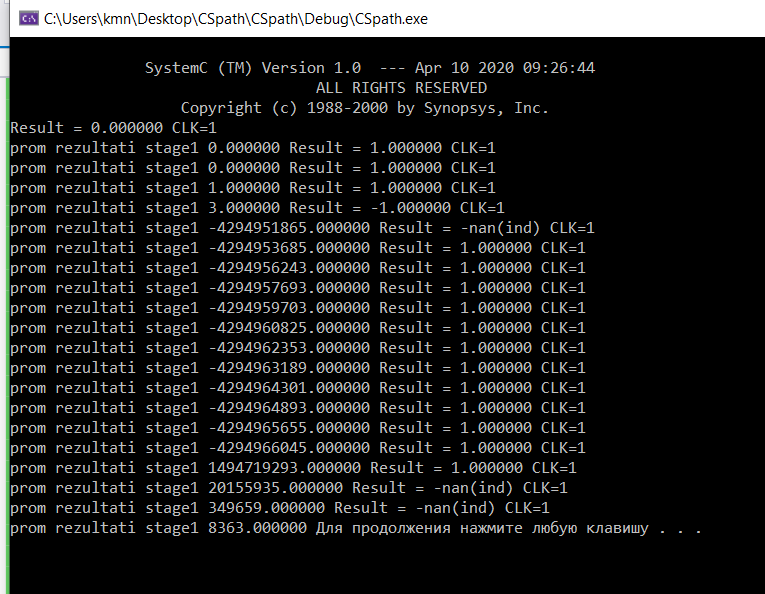 C:\Users\kmn\Desktop\CSpath\CSpath\Debug\CSpath.exe
SystemC (TM) Version 1.0  --- Apr 10 2020 09:26:44
ALL RIGHTS RESERVED
Copyright (c) 1988-2000 by Synopsys, Inc.
Result = 0.000000 CLK=1
prom rezultati stage1 0.000000 Result = 1.000000 CLK=1
prom rezultati stage1 0.000000 Result = 1.000000 CLK=1
prom rezultati stage1 1.000000 Result = 1.000000 CLK=1
prom rezultati stage1 3.000000 Result = -1.000000 CLK=1
prom rezultati stage1 -4294951865.000000 Result = -nan(ind) CLK=1
prom rezultati stage1 -4294953685.000000 Result = 1.000000 CLK=1
prom rezultati stage1 -4294956243.000000 Result = 1.000000 CLK=1
prom rezultati stage1 -4294957693.000000 Result = 1.000000 CLK=1
prom rezultati stage1 -4294959703.000000 Result = 1.000000 CLK=1
prom rezultati stage1 -4294960825.000000 Result = 1.000000 CLK=1
prom rezultati stage1 -4294962353.000000 Result = 1.000000 CLK=1
prom rezultati stage1 -4294963189.000000 Result = 1.000000 CLK=1
prom rezultati stage1 -4294964301.000000 Result = 1.000000 CLK=1
prom rezultati stage1 -4294964893.000000 Result = 1.000000 CLK=1
prom rezultati stage1 -4294965655.000000 Result = 1.000000 CLK=1
prom rezultati stage1 -4294966045.000000 Result = 1.000000 CLK=1
prom rezultati stage1 1494719293.000000 Result = 1.000000 CLK=1
prom rezultati stage1 20155935.000000 Result = -nan(ind) CLK=1
prom rezultati stage1 349659.000000 Result = -nan(ind) CLK=1
prom rezultati stage1 8363.000000 Для продолжения нажмите любую клавишу . . .